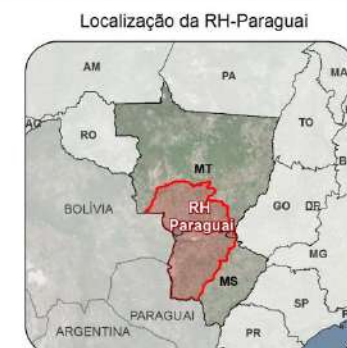 Localização da RH-Paraguai
AM
PA
MA
RO
TO
MT
BOLÍVIA
RH
Paraguai
GO
DF
MG
MS
SP
PARAGUAI
PR
ARGENTINA